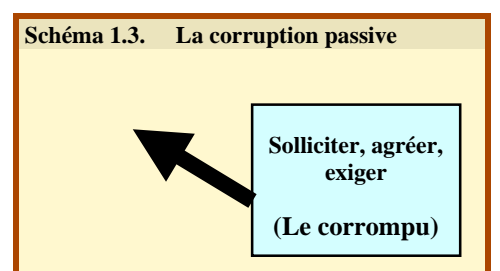 Schéma 1.3. La corruption passive
Solliciter, agréer,
exiger
(Le corrompu)